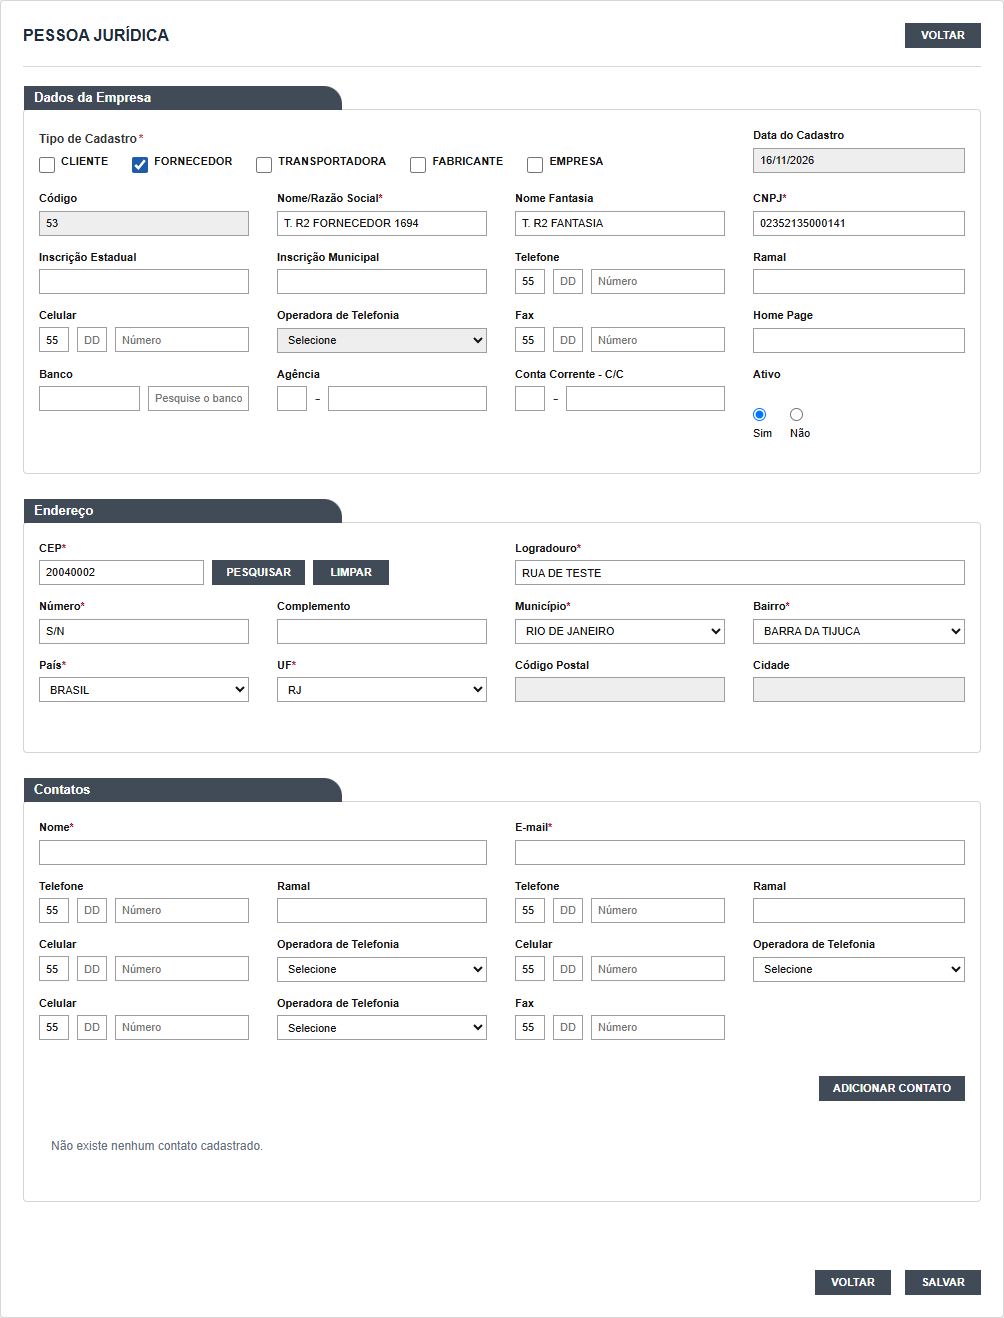 PESSOA JURÍDICA
VOLTAR
Dados da Empresa
Tipo de Cadastro*
Data do Cadastro
CLIENTE FORNECEDOR TRANSPORTADORA FABRICANTE EMPRESA
16/11/2026
Código Nome/Razão Social* Nome Fantasia CNPJ*
53 T. R2 FORNECEDOR 1694 T. R2 FANTASIA 02352135000141
Inscrição Estadual Inscrição Municipal Telefone Ramal
55 DD Número
Celular Operadora de Telefonia Fax Home Page
55 DD Número Selecione 55 DD Número
Banco Agência Conta Corrente - C/C Ativo
Pesquise o banco - -
Sim Não
Endereço
CEP* Logradouro*
20040002 PESQUISAR LIMPAR RUA DE TESTE
Número* Complemento Município* Bairro*
S/N RIO DE JANEIRO BARRA DA TIJUCA
País* UF* Código Postal Cidade
BRASIL RJ
Contatos
Nome* E-mail*
Telefone Ramal Telefone Ramal
55 DD Número 55 DD Número
Celular Operadora de Telefonia Celular Operadora de Telefonia
55 DD Número Selecione 55 DD Número Selecione
Celular Operadora de Telefonia Fax
55 DD Número Selecione 55 DD Número
ADICIONAR CONTATO
Não existe nenhum contato cadastrado.
VOLTAR SALVAR